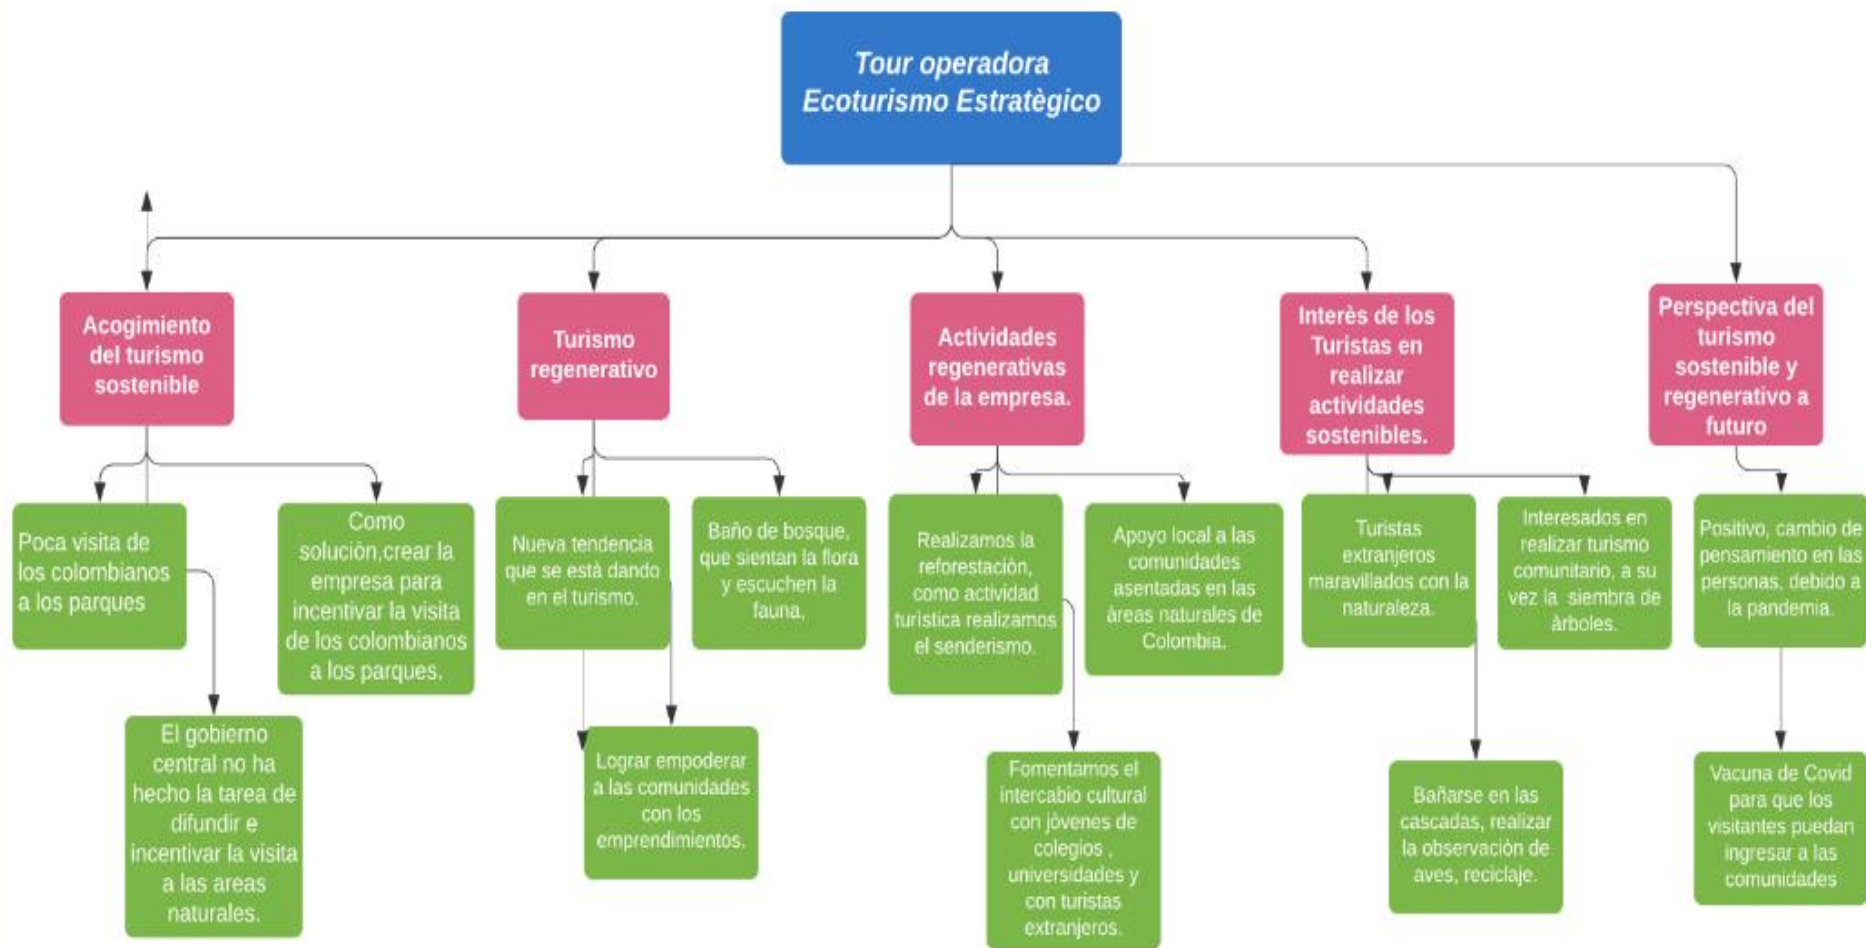 Tour operadora
Ecoturismo Estratègico
Acogimiento
del turismo
sostenible
Turismo
regenerativo
Actividades
regenerativas
de la empresa.
Interès de los
Turistas en
realizar
actividades
sostenibles.
Perspectiva del
turismo
sostenible y
regenerativo a
futuro
Poca visita de
los colombianos
a los parques
Como
soluciòn,crear la
empresa para
incentivar la visita
de los colombianos
a los parques.
Nueva tendencia
que se està dando
en el turismo.
Baño de bosque,
que sientan la flora
y escuchen la
fauna,
Realizamos la
reforestaciòn,
como actividad
turìstica realizamos
el senderismo.
Apoyo local a las
comunidades
asentadas en las
àreas naturales de
Colombia.
Turistas
extranjeros
maravillados con la
naturaleza.
Interesados en
realizar turismo
comunitario, a su
vez la siembra de
àrboles.
Positivo, cambio de
pensamiento en las
personas, debido a
la pandemia.
El gobierno
central no ha
hecho la tarea de
difundir e
incentivar la visita
a las areas
naturales.
Lograr empoderar
a las comunidades
con los
emprendimientos.
Fomentamos el
intercabio cultural
con jòvenes de
colegios ,
universidades y
con turistas
extranjeros.
Bañarse en las
cascadas, realizar
la observaciòn de
aves, reciclaje.
Vacuna de Covid
para que los
visitantes puedan
ingresar a las
comunidades